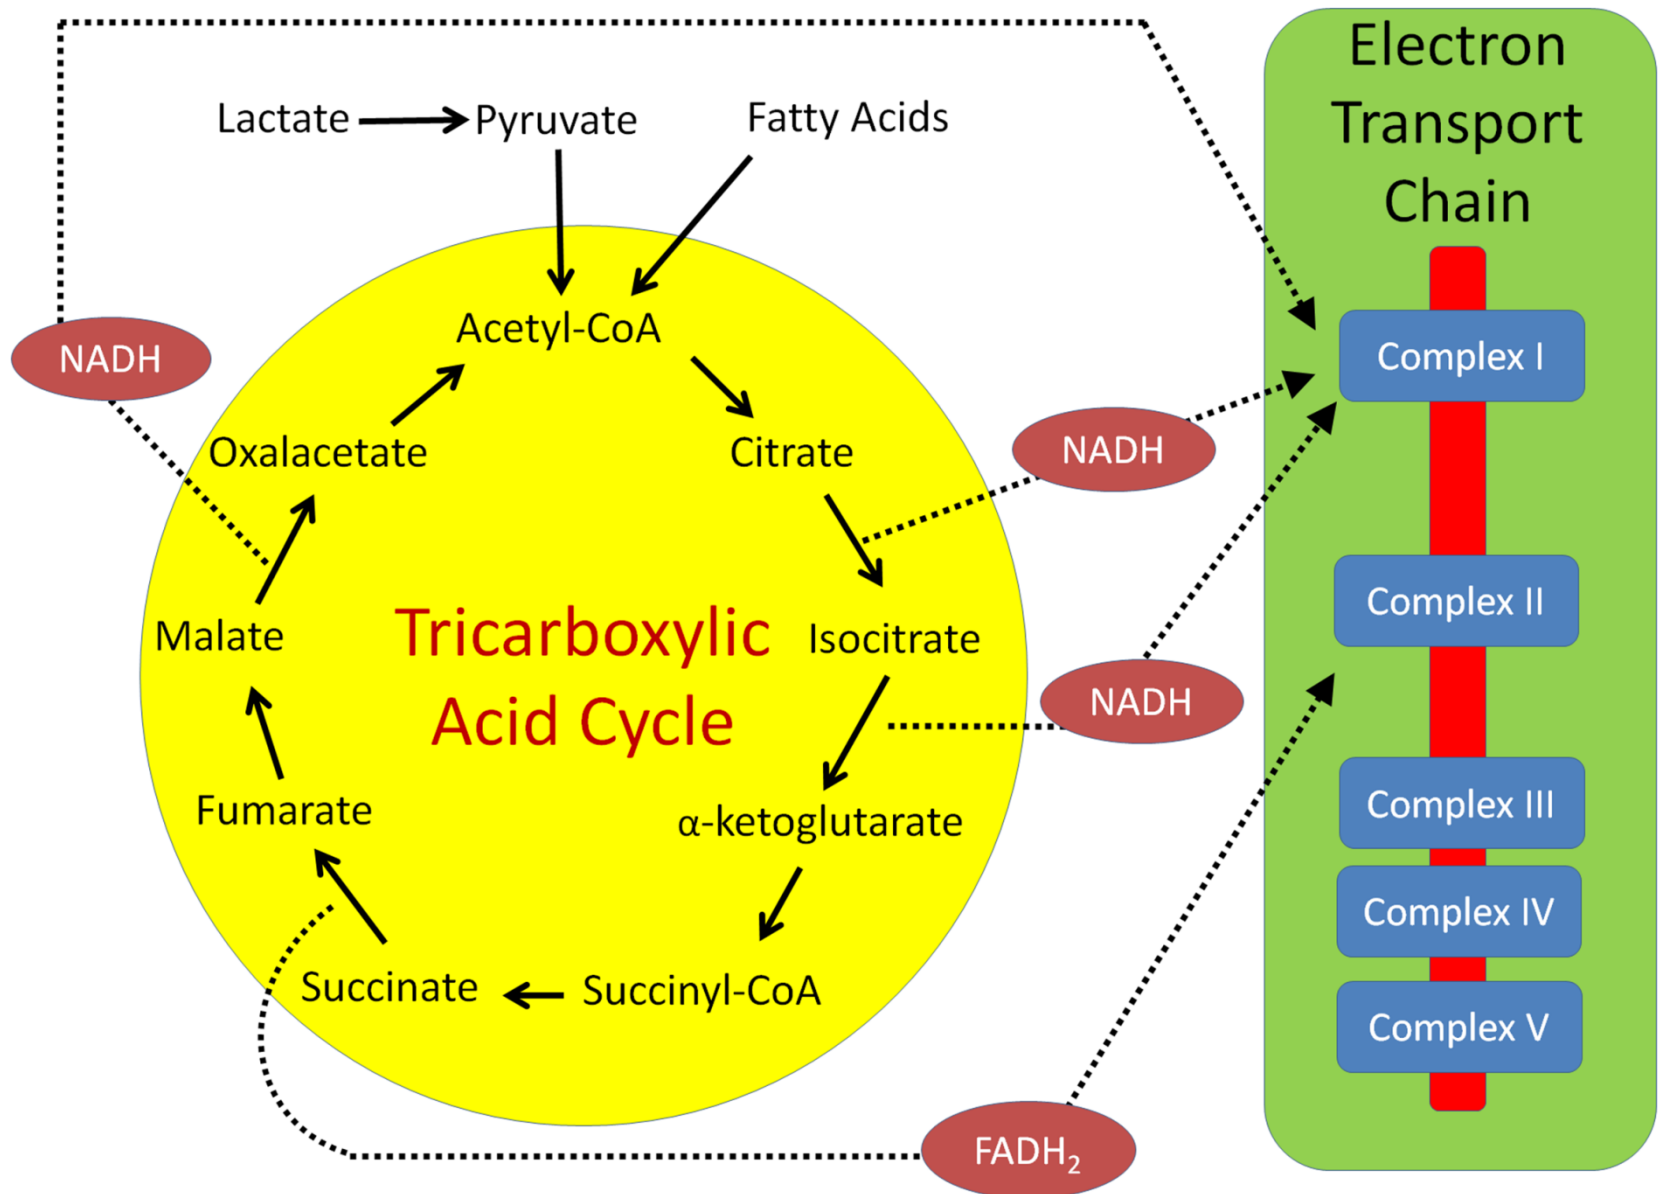 Electron
Transport
Chain
Lactate
Pyruvate
Fatty Acids
NADH
Acetyl-CoA
Complex I
Oxalacetate
Citrate
NADH
Complex II
Malate
Tricarboxylic
Acid Cycle
Isocitrate
NADH
Fumarate
α-ketoglutarate
Complex III
Complex IV
Succinate
Succinyl-CoA
Complex V
FADH₂